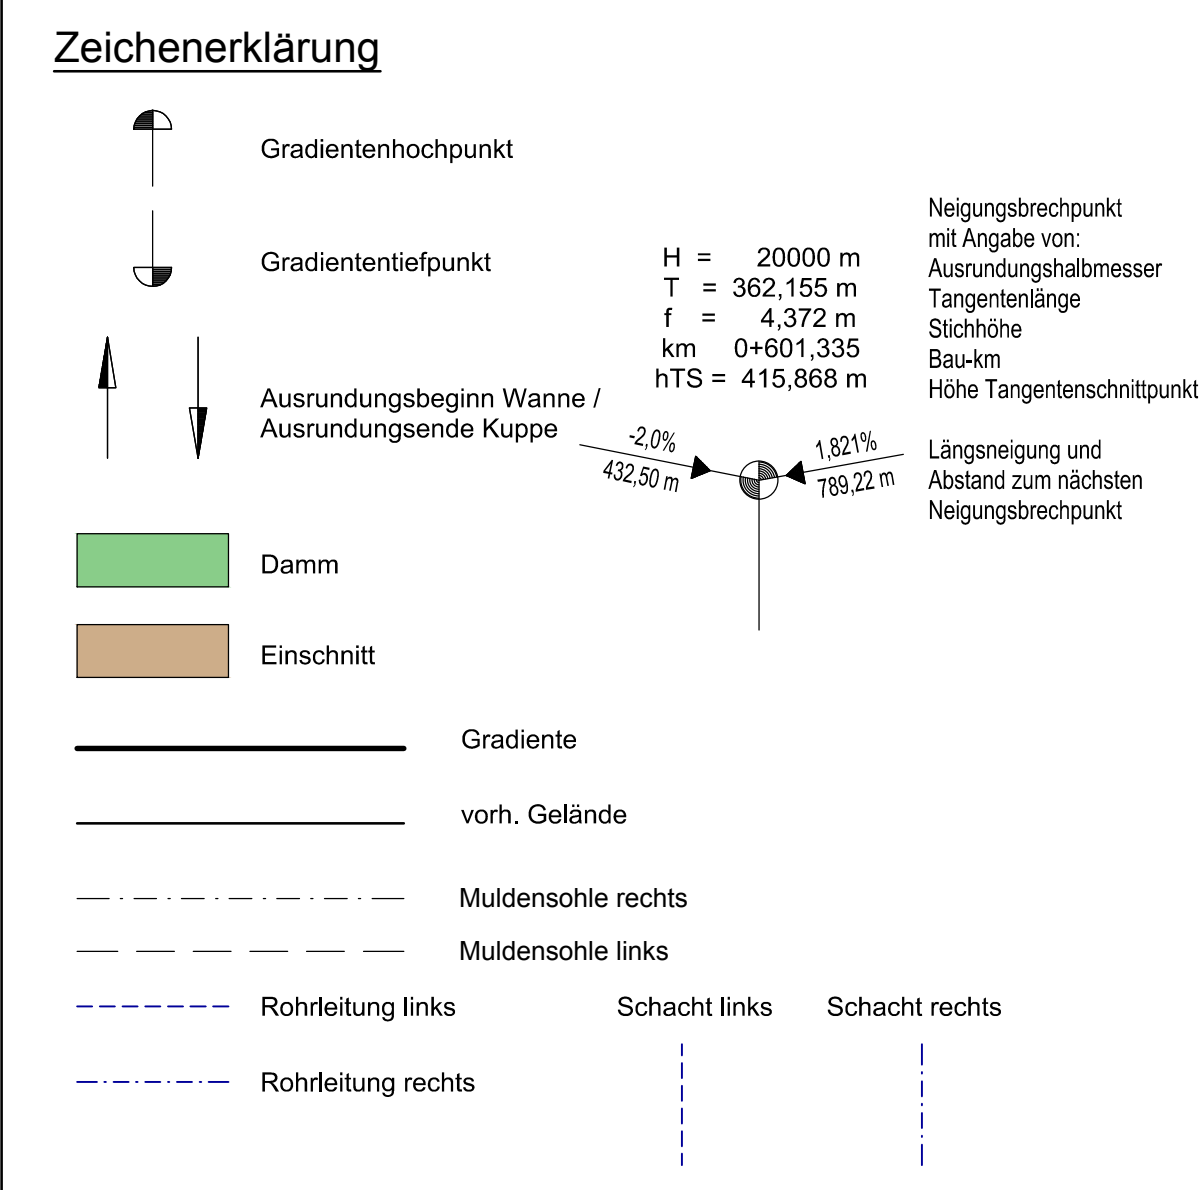 Zeichenerklärung
Gradientenhochpunkt
Gradiententiefpunkt
Ausrundungsbeginn Wanne /
Ausrundungsende Kuppe
H = 20000 m
T = 362,155 m
f = 4,372 m
km 0+601,335
hTS = 415,868 m
Neigungsbrechpunkt
mit Angabe von:
Ausrundungshalbmesser
Tangentenlänge
Stichhöhe
Bau-km
Höhe Tangentenschnittpunkt
-2,0%
432,50 m
1,821%
789,22 m
Längsneigung und
Abstand zum nächsten
Neigungsbrechpunkt
Damm
Einschnitt
Gradiente
vorh. Gelände
Muldensohle rechts
Muldensohle links
Rohrleitung links
Schacht links
Schacht rechts
Rohrleitung rechts